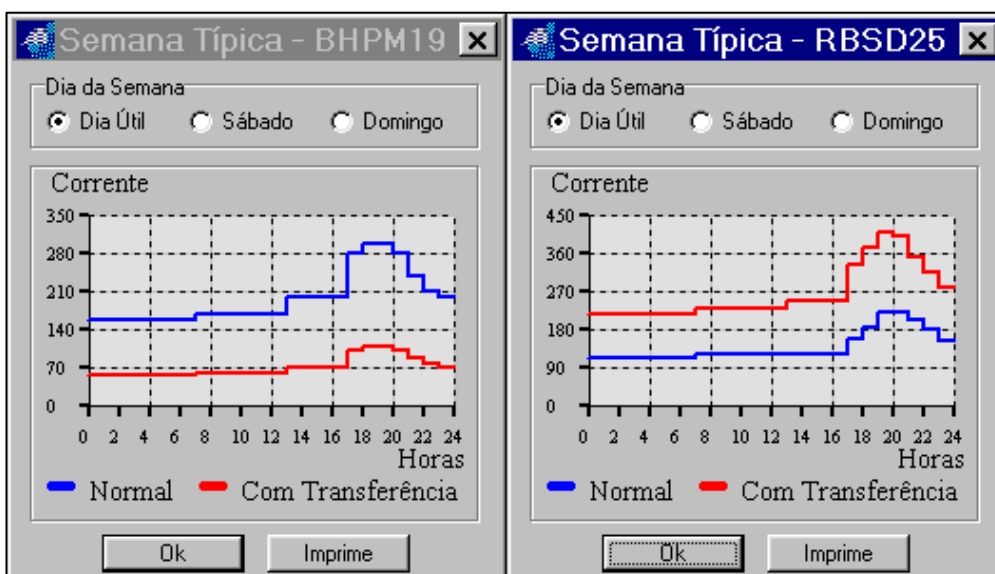 Semana Típica - BHPM19
Dia da Semana
Dia Útil Sábado Domingo
Corrente
350
280
210
140
70
0
0 2 4 6 8 10 12 14 16 18 20 22 24
Horas
Normal Com Transferência
Ok Imprime
Semana Típica - RBSD25
Dia da Semana
Dia Útil Sábado Domingo
Corrente
450
360
270
180
90
0
0 2 4 6 8 10 12 14 16 18 20 22 24
Horas
Normal Com Transferência
Ok Imprime